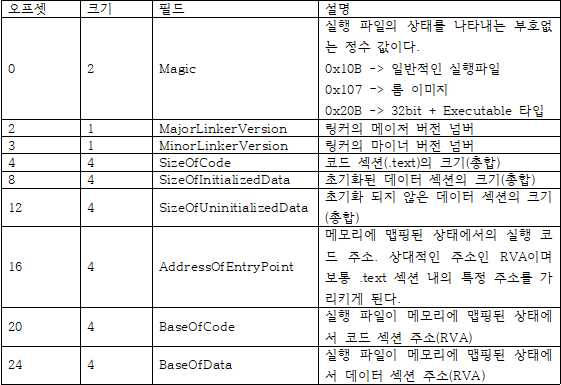 오프셋 크기 필드 설명
0 2 Magic 실행 파일의 상태를 나타내는 부호없
는 정수 값이다.
0x10B -> 일반적인 실행파일
0x107 -> 롬 이미지
0x20B -> 32bit + Executable 타입
2 1 MajorLinkerVersion 링커의 메이저 버전 넘버
3 1 MinorLinkerVersion 링커의 마이너 버전 넘버
4 4 SizeOfCode 코드 섹션(.text)의 크기(총합)
8 4 SizeOfInitializedData 초기화된 데이터 섹션의 크기(총합)
12 4 SizeOfUninitializedData 초기화 되지 않은 데이터 섹션의 크기
(총합)
16 4 AddressOfEntryPoint 메모리에 맵핑된 상태에서의 실행 코
드 주소. 상대적인 주소인 RVA이며
보통 .text 섹션 내의 특정 주소를 가
리키게 된다.
20 4 BaseOfCode 실행 파일이 메모리에 맵핑된 상태에
서 코드 섹션 주소(RVA)
24 4 BaseOfData 실행 파일이 메모리에 맵핑된 상태에
서 데이터 섹션 주소(RVA)